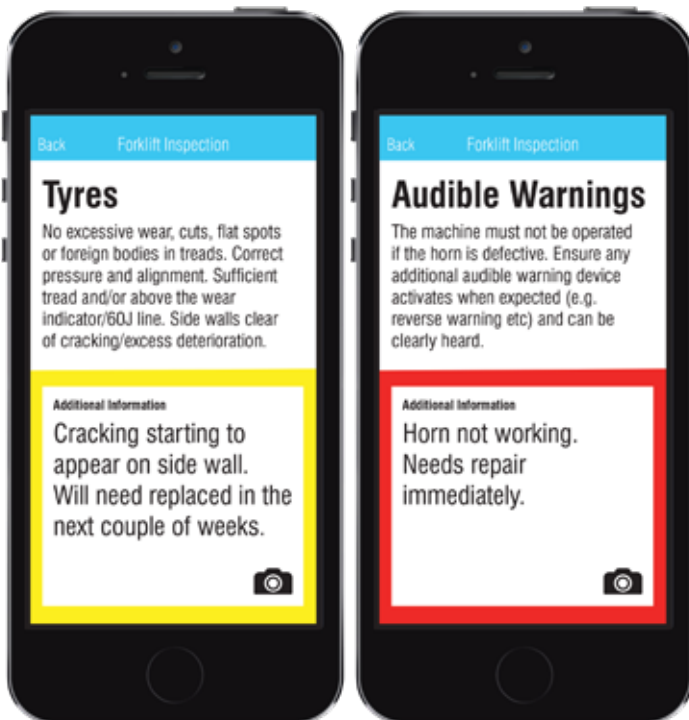 Back Forklift Inspection
Tyres
No excessive wear, cuts, flat spots
or foreign bodies in treads. Correct
pressure and alignment. Sufficient
tread and/or above the wear
indicator/60J line. Side walls clear
of cracking/excess deterioration.
Additional Information
Cracking starting to
appear on side wall.
Will need replaced in the
next couple of weeks.
Back Forklift Inspection
Audible Warnings
The machine must not be operated
if the horn is defective. Ensure any
additional audible warning device
activates when expected (e.g.
reverse warning etc) and can be
clearly heard.
Additional Information
Horn not working.
Needs repair
immediately.